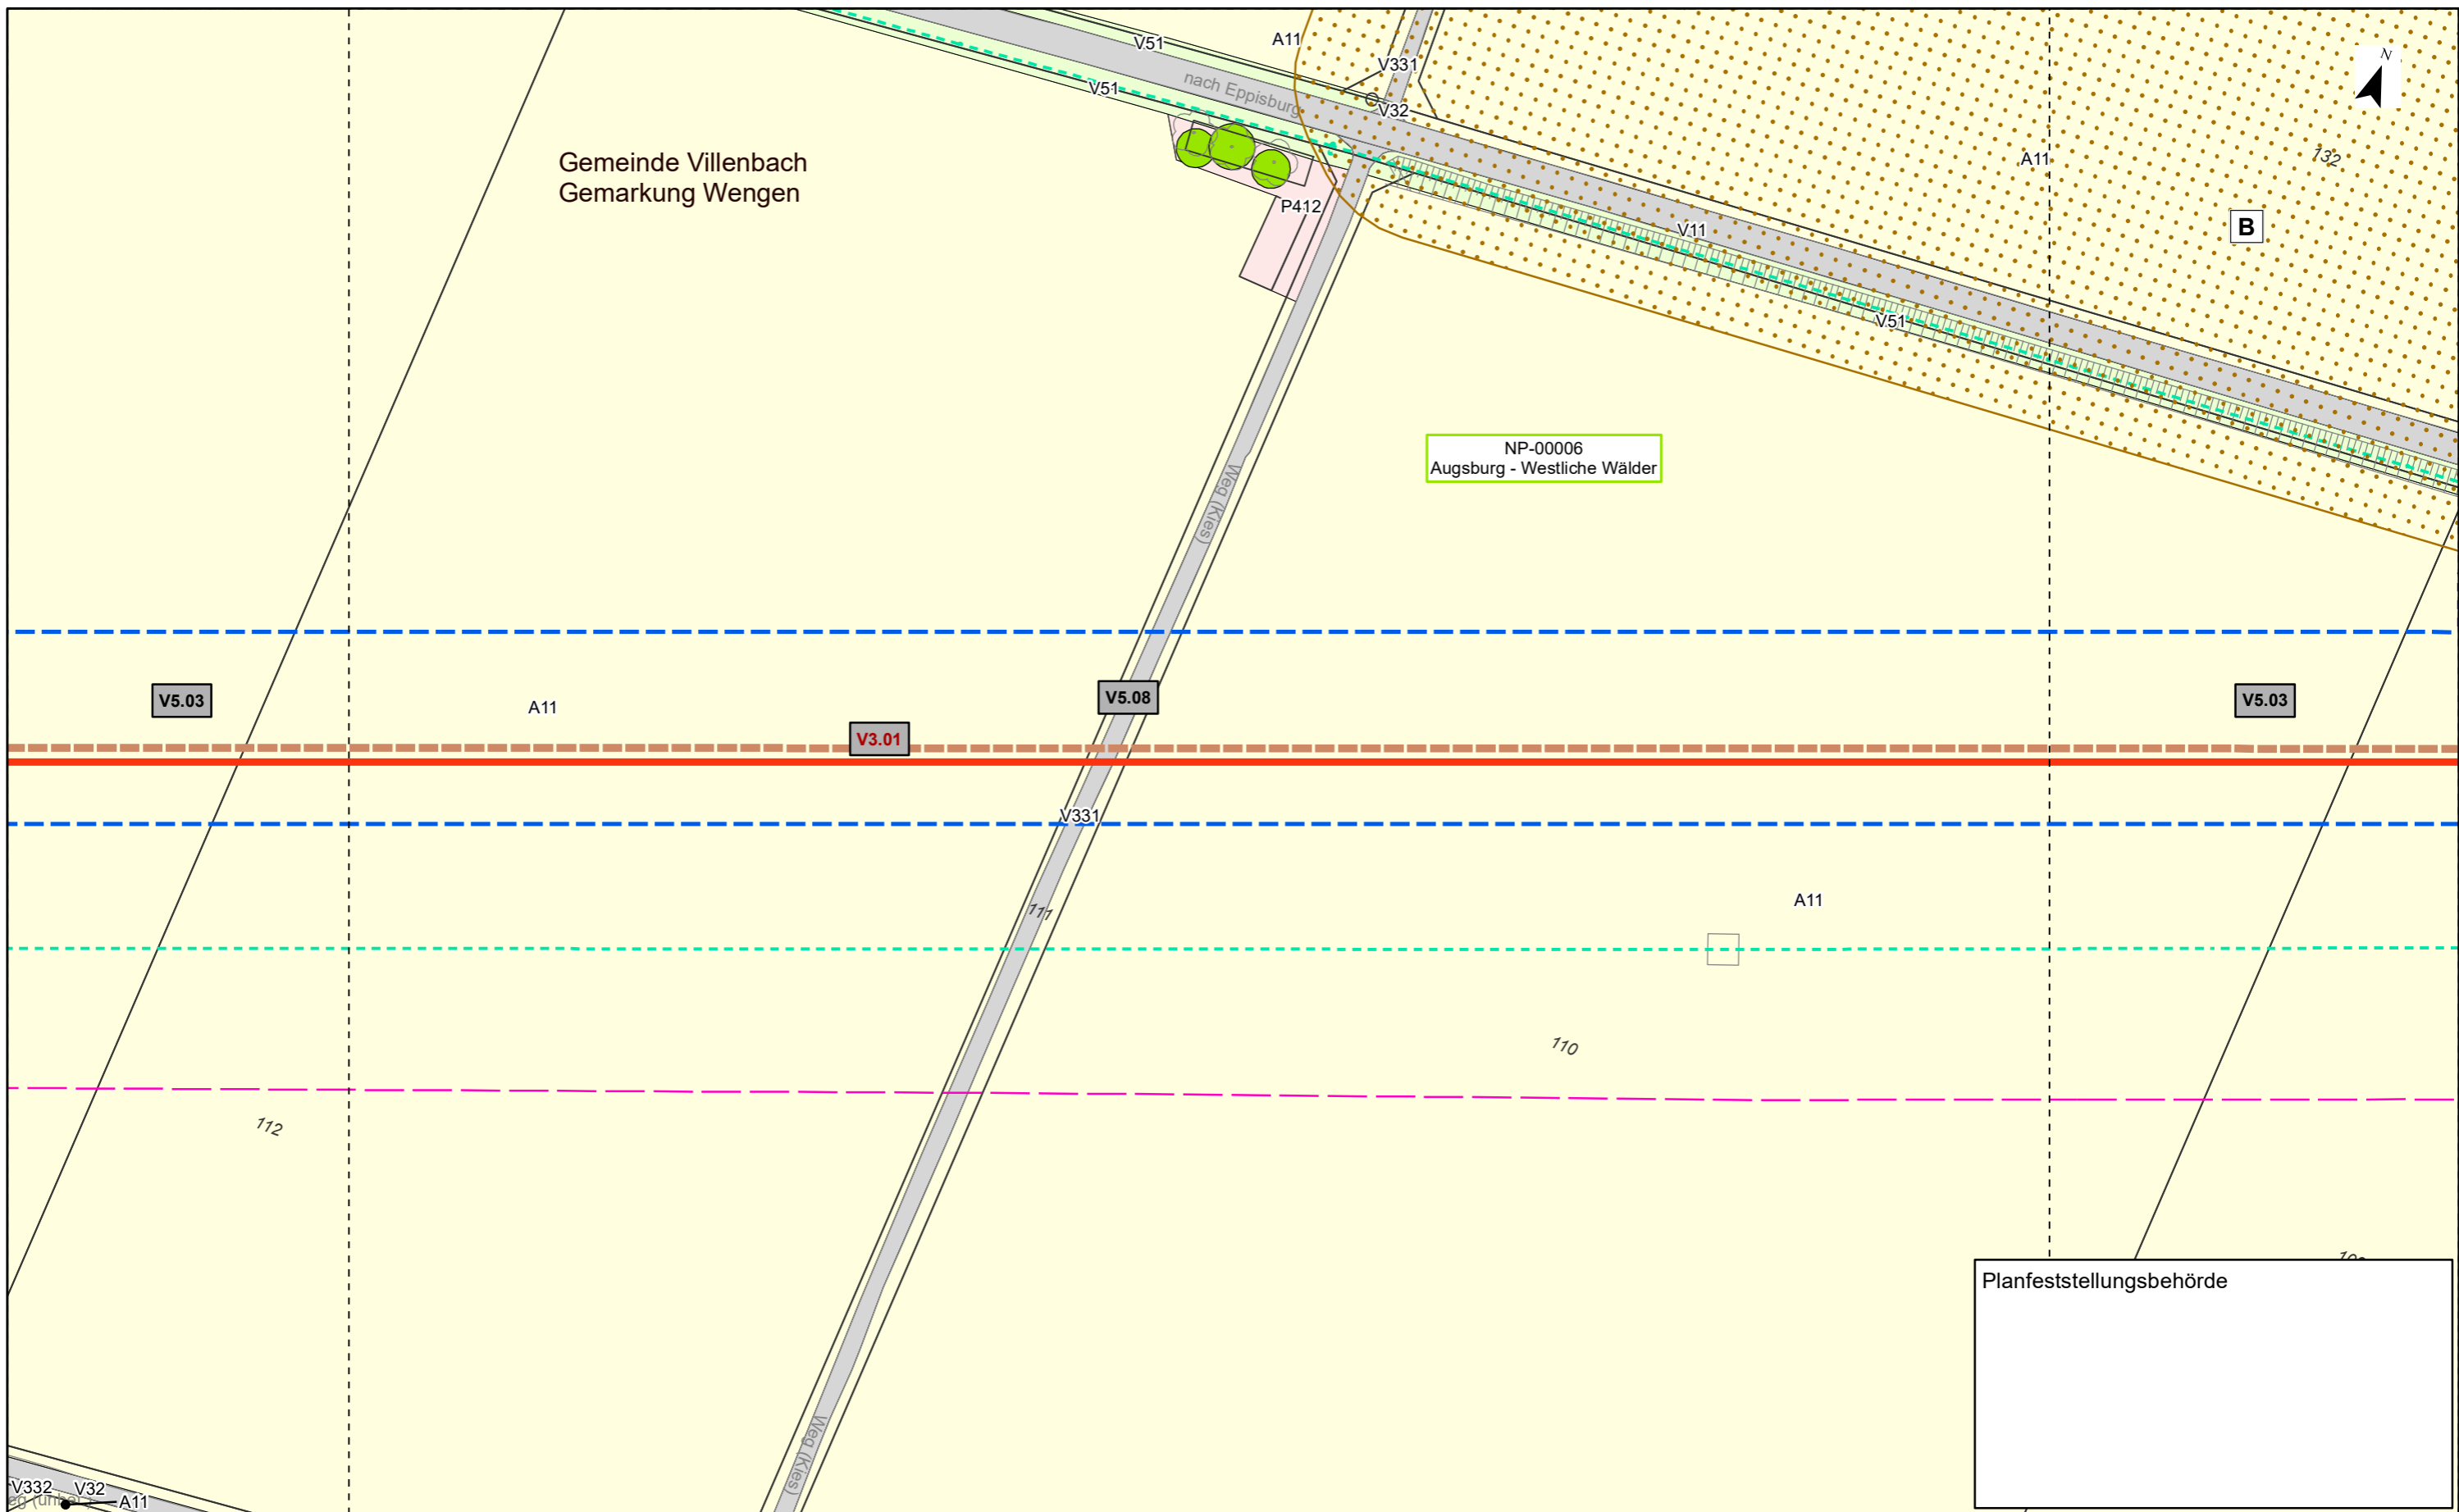 V51
A11
N
V331
nach Eppisburg
V51
V32
Gemeinde Villenbach
Gemarkung Wengen
A11
132
P412
V11
B
V51
NP-00006
Augsburg - Westliche Wälder
Weg (Kies)
V5.03
A11
V5.08
V5.03
V3.01
V331
111
A11
110
112
Planfeststellungsbehörde
Weg (Kies)
V332
V32
A11